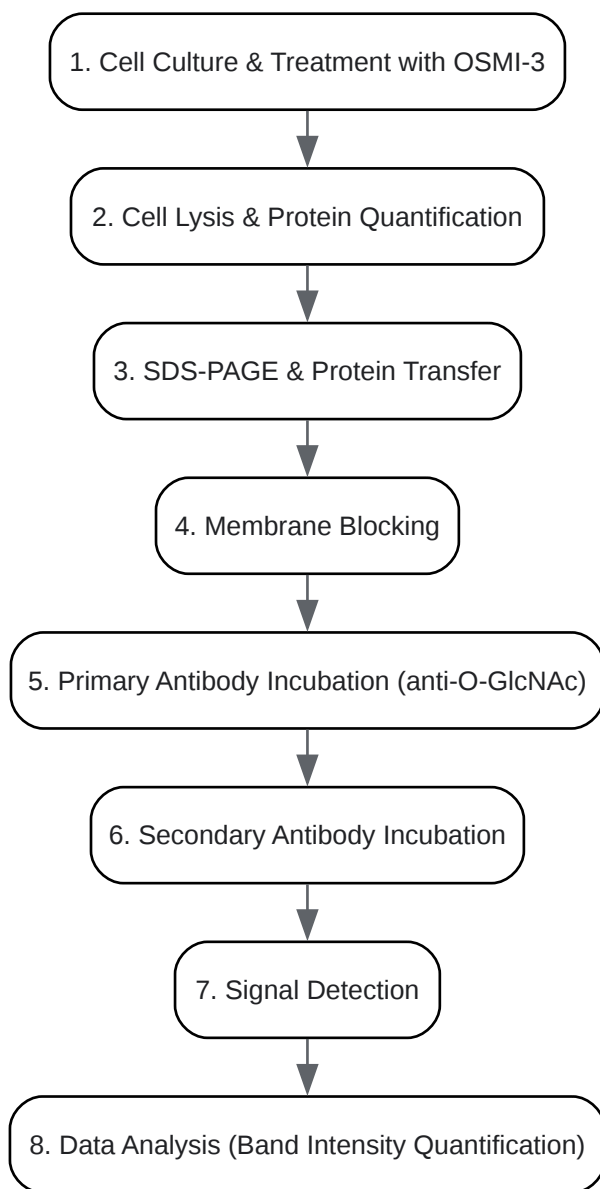 1. Cell Culture & Treatment with OSMI-3
2. Cell Lysis & Protein Quantification
3. SDS-PAGE & Protein Transfer
4. Membrane Blocking
5. Primary Antibody Incubation (anti-O-GlcNAc)
6. Secondary Antibody Incubation
7. Signal Detection
8. Data Analysis (Band Intensity Quantification)